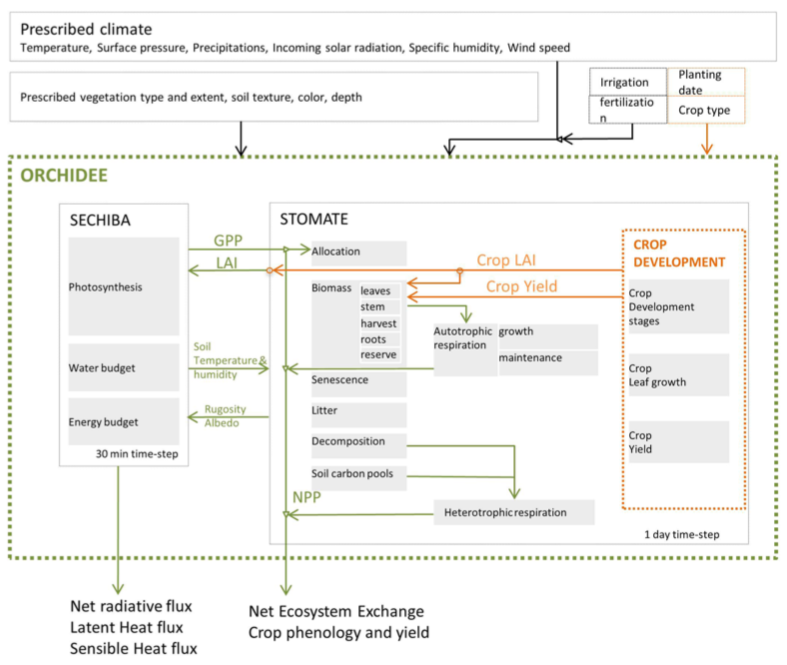 Prescribed climate
Temperature, Surface pressure, Precipitations, Incoming solar radiation, Specific humidity, Wind speed
Prescribed vegetation type and extent, soil texture, color, depth
Irrigation
Planting
date
fertilizatio
n
Crop type
ORCHIDEE
SECHIBA
Photosynthesis
Water budget
Energy budget
30 min time-step
GPP
LAI
Soil
Temperature&
humidity
Rugosity
Albedo
STOMATE
Allocation
Biomass
leaves
stem
harvest
roots
reserve
Senescence
Litter
Decomposition
Soil carbon pools
NPP
Crop LAI
Crop Yield
Autotrophic
respiration
growth
maintenance
Heterotrophic respiration
CROP
DEVELOPMENT
Crop
Development
stages
Crop
Leaf growth
Crop
Yield
1 day time-step
Net radiative flux
Latent Heat flux
Sensible Heat flux
Net Ecosystem Exchange
Crop phenology and yield